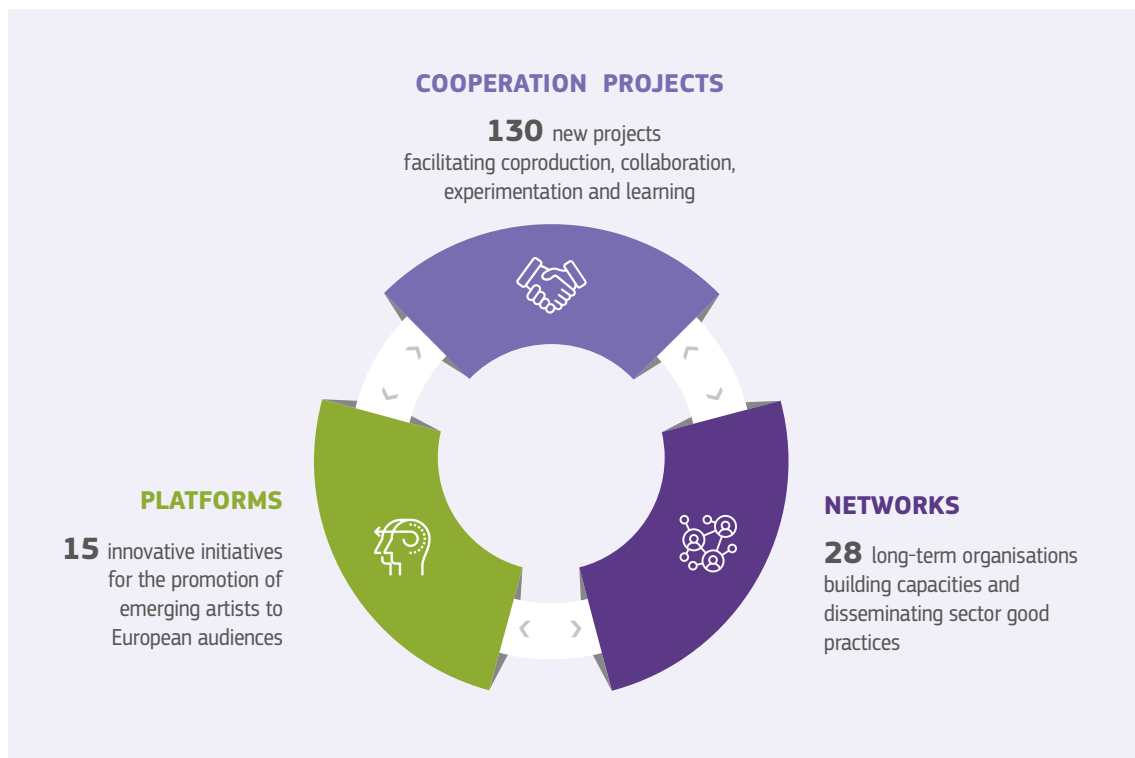 COOPERATION PROJECTS
130 new projects
facilitating coproduction, collaboration,
experimentation and learning
PLATFORMS
15 innovative initiatives
for the promotion of
emerging artists to
European audiences
NETWORKS
28 long-term organisations
building capacities and
disseminating sector good
practices